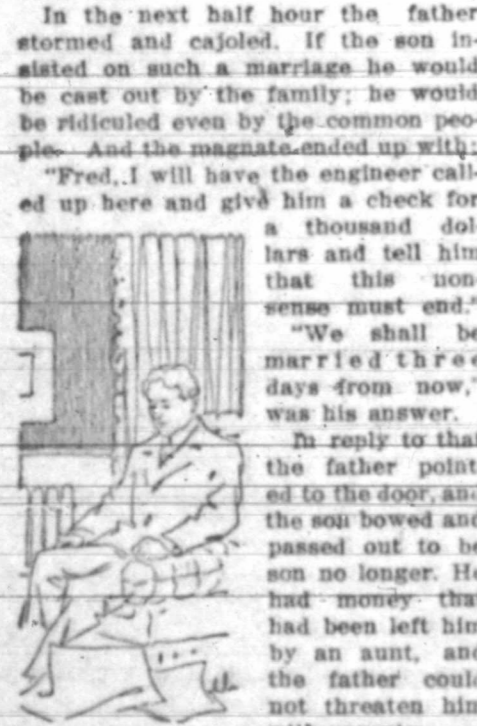 In the next half hour the father
stormed and cajoled. If the son in-
sisted on such a marriage he would
be cast out by the family; he would
be ridiculed even by the common peo-
ple. And the magnate ended up with:
"Fred, I will have the engineer call-
ed up here and give him a check for
a thousand dol
lars and tell him
that this non
sense must end."
"We shall be
married three
days from now,"
was his answer.
In reply to that
the father point
ed to the door, and
the son bowed and
passed out to be
son no longer. He
had money that
had been left him
by an aunt, and
the father coul
not threaten him